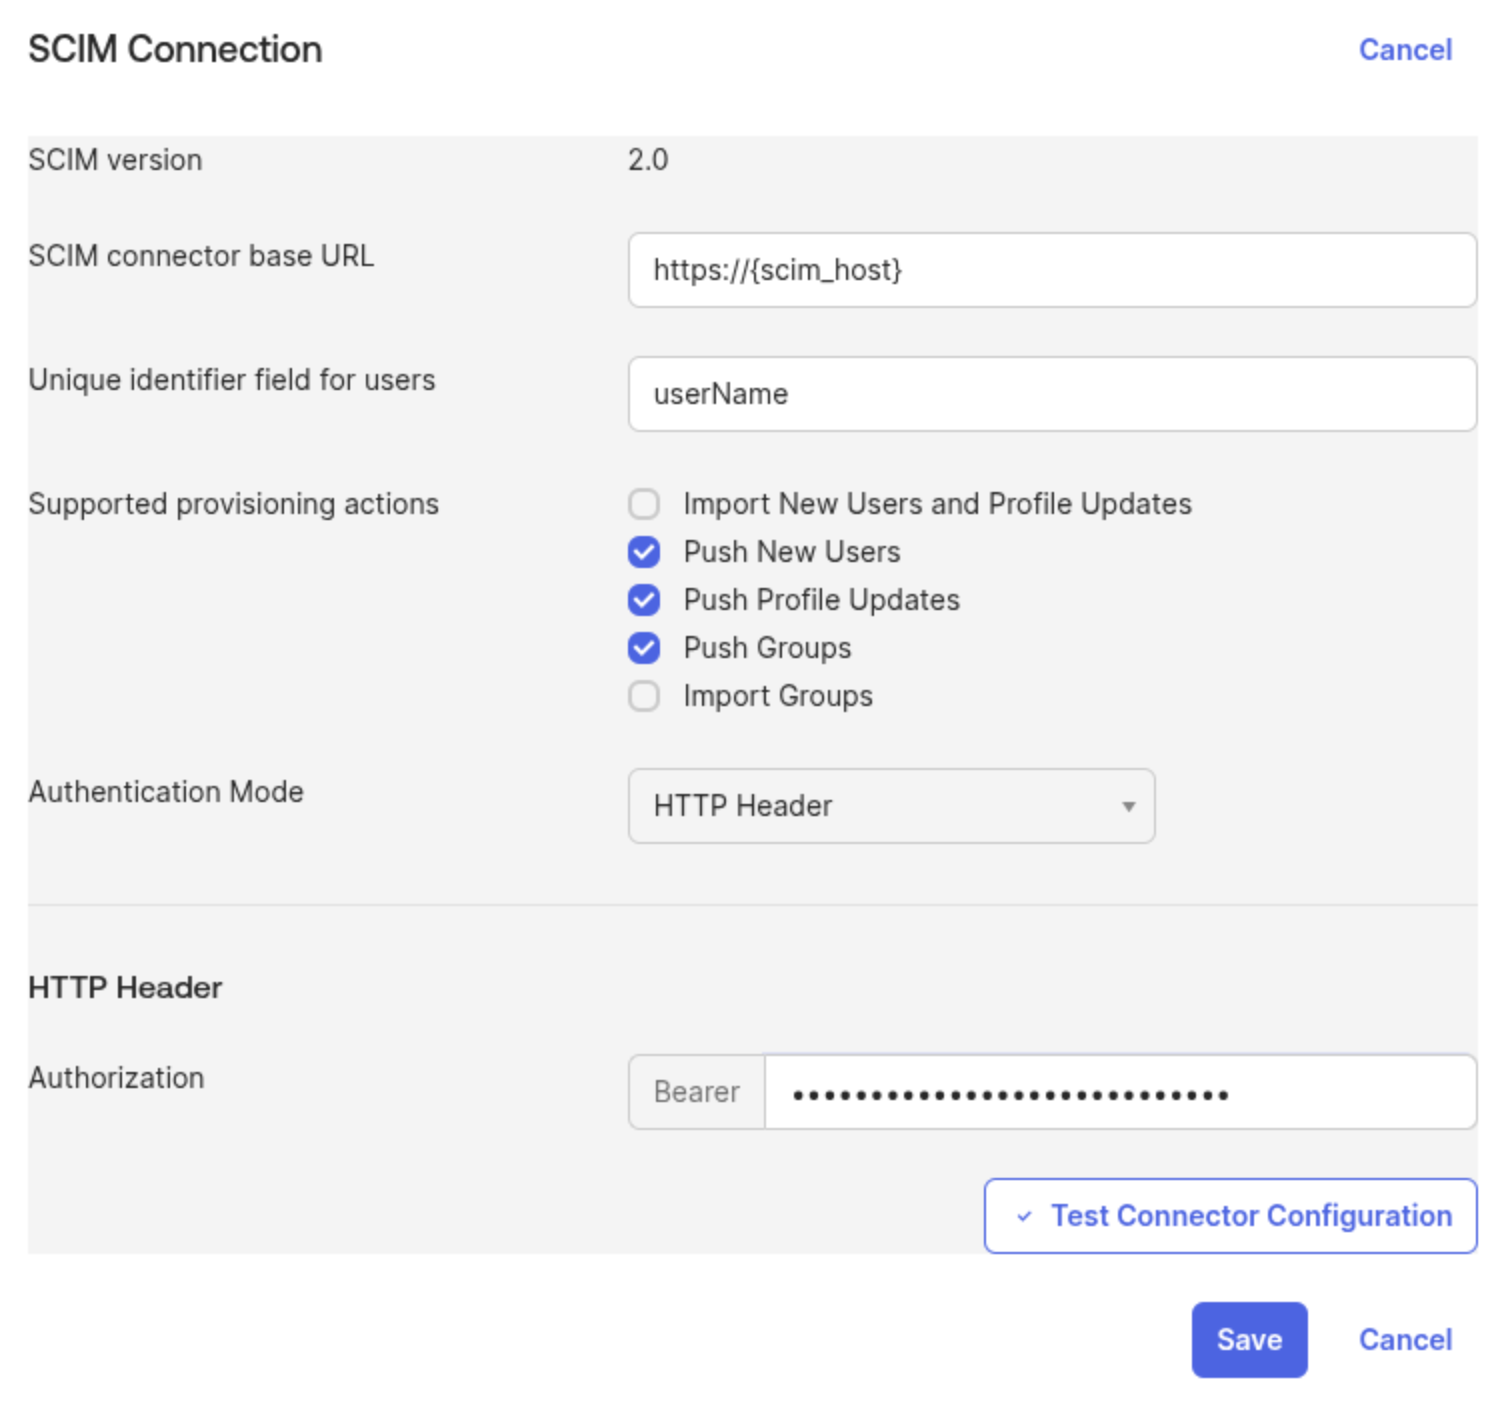 SCIM Connection
Cancel
SCIM version
2.0
SCIM connector base URL
https://{scim_host}
Unique identifier field for users
userName
Supported provisioning actions
Import New Users and Profile Updates
Push New Users
Push Profile Updates
Push Groups
Import Groups
Authentication Mode
HTTP Header
HTTP Header
Authorization
Bearer
••••••••••••••••••••••••••••
Test Connector Configuration
Save
Cancel